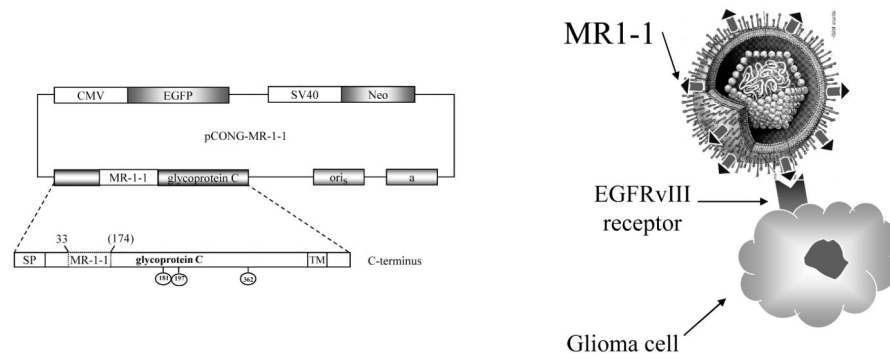 CMV EGFP SV40 Neo
pCONG-MR-1-1
MR-1-1 glycoprotein C oriS a
33 (174)
SP MR-1-1 glycoprotein C TM C-terminus
181 197 362
MR1-1
EGFRvIII
receptor
Glioma cell